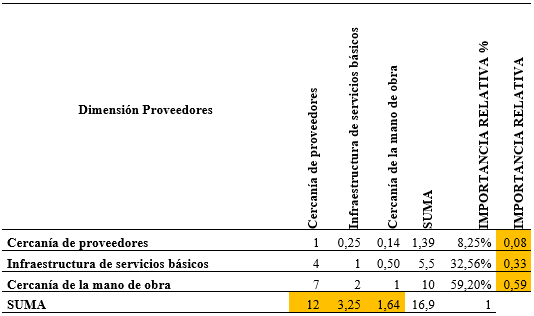 Dimensión Proveedores Cercanía de proveedores Infraestructura de servicios básicos Cercanía de la mano de obra SUMA IMPORTANCIA RELATIVA % IMPORTANCIA RELATIVA
Cercanía de proveedores 1 0,25 0,14 1,39 8,25% 0,08
Infraestructura de servicios básicos 4 1 0,50 5,5 32,56% 0,33
Cercanía de la mano de obra 7 2 1 10 59,20% 0,59
SUMA 12 3,25 1,64 16,9 1